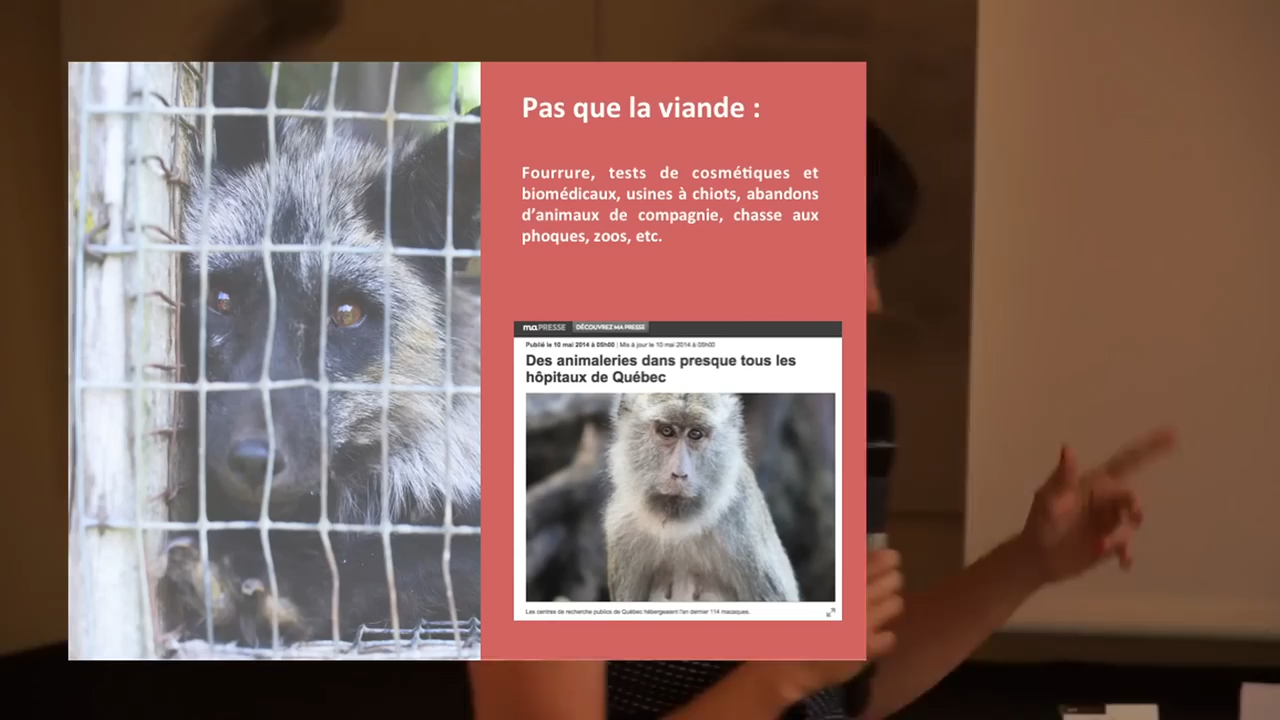 Pas que la viande :
Fourrure, tests de cosmétiques et
biomédicaux, usines à chiots, abandons
d'animaux de compagnie, chasse aux
phoques, zoos, etc.
ma PRESSE DÉCOUVREZ MA PRESSE
Publié le 10 mai 2014 à 05h00 | Mis à jour le 10 mai 2014 à 05h00
Des animaleries dans presque tous les
hôpitaux de Québec
Les centres de recherche publics de Québec hébergeaient l'an dernier 114 macaques.